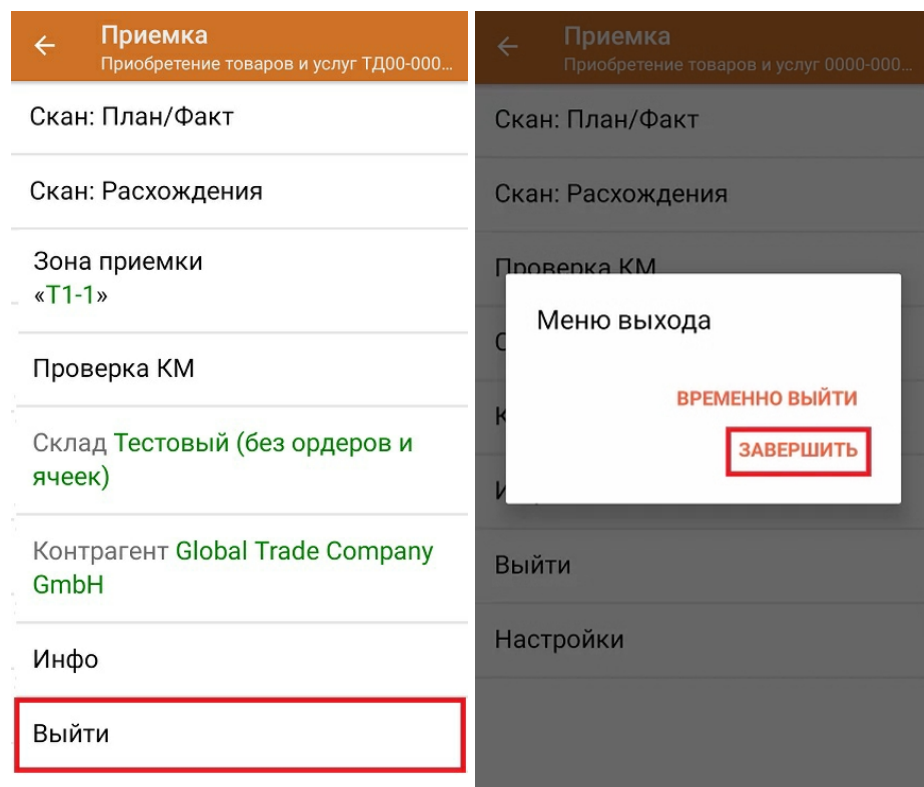 Приемка
Приобретение товаров и услуг ТД00-000...
Скан: План/Факт
Скан: Расхождения
Зона приемки
«Т1-1»
Проверка КМ
Склад Тестовый (без ордеров и
ячеек)
Контрагент Global Trade Company
GmbH
Инфо
Выйти
Приемка
Приобретение товаров и услуг 0000-000...
Скан: План/Факт
Скан: Расхождения
Проверка КМ
Меню выхода
ВРЕМЕННО ВЫЙТИ
ЗАВЕРШИТЬ
Выйти
Настройки